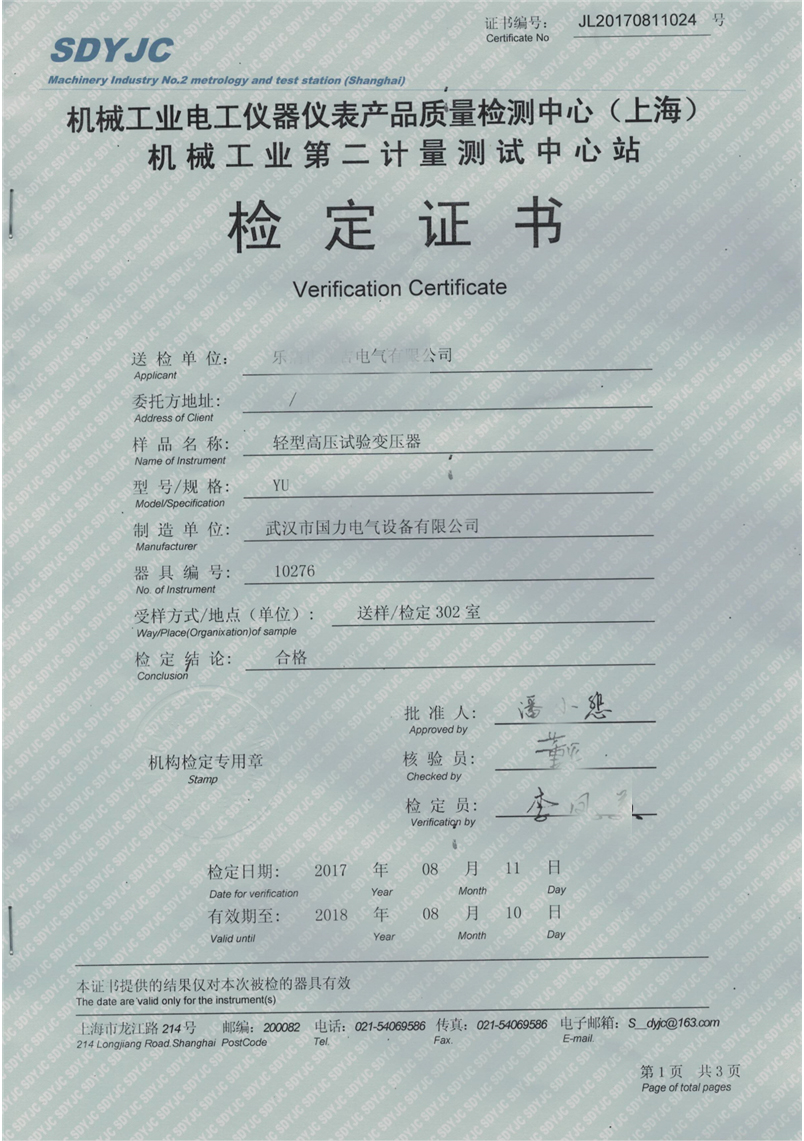 证书编号： JL20170811024 号
Certificate No
SDYJC
Machinery Industry No.2 metrology and test station (Shanghai)
机械工业电工仪器仪表产品质量检测中心（上海）
机械工业第二计量测试中心站
检定证书
Verification Certificate
送检单位： 乐 电气有限公司
Applicant
委托方地址: /
Address of Client
样品名称: 轻型高压试验变压器
Name of Instrument
型号/规格: YU
Model/Specification
制造单位: 武汉市国力电气设备有限公司
Manufacturer
器具编号: 10276
No. of Instrument
受样方式/地点（单位）: 送样/检定 302 室
Way/Place(Organixation)of sample
检定结论: 合格
Conclusion
批准人: 潘小
Approved by
机构检定专用章
Stamp
核验员: 董
Checked by
检定员: 李
Verification by
检定日期: 2017 年 08 月 11 日
Date for verification Year Month Day
有效期至: 2018 年 08 月 10 日
Valid until Year Month Day
本证书提供的结果仅对本次被检的器具有效
The date are valid only for the instrument(s)
上海市龙江路 214 号 邮编：200082 电话：021-54069586 传真：021-54069586 电子邮箱：S__dyjc@163.com
214 Longjiang Road.Shanghai PostCode Tel. Fax. E-mail
第 1 页 共 3 页
Page of total pages